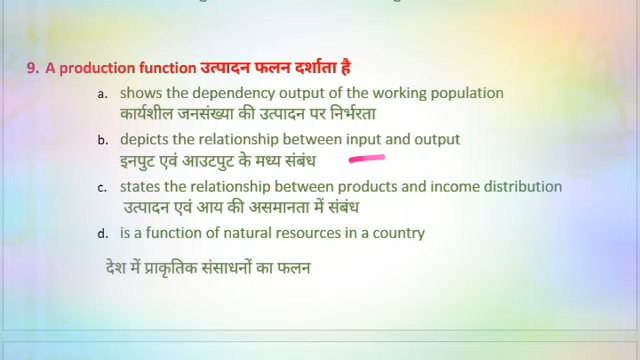 9. A production function उत्पादन फलन दर्शाता है
a. shows the dependency output of the working population
कार्यशील जनसंख्या की उत्पादन पर निर्भरता
b. depicts the relationship between input and output
इनपुट एवं आउटपुट के मध्य संबंध
c. states the relationship between products and income distribution
उत्पादन एवं आय की असमानता में संबंध
d. is a function of natural resources in a country
देश में प्राकृतिक संसाधनों का फलन